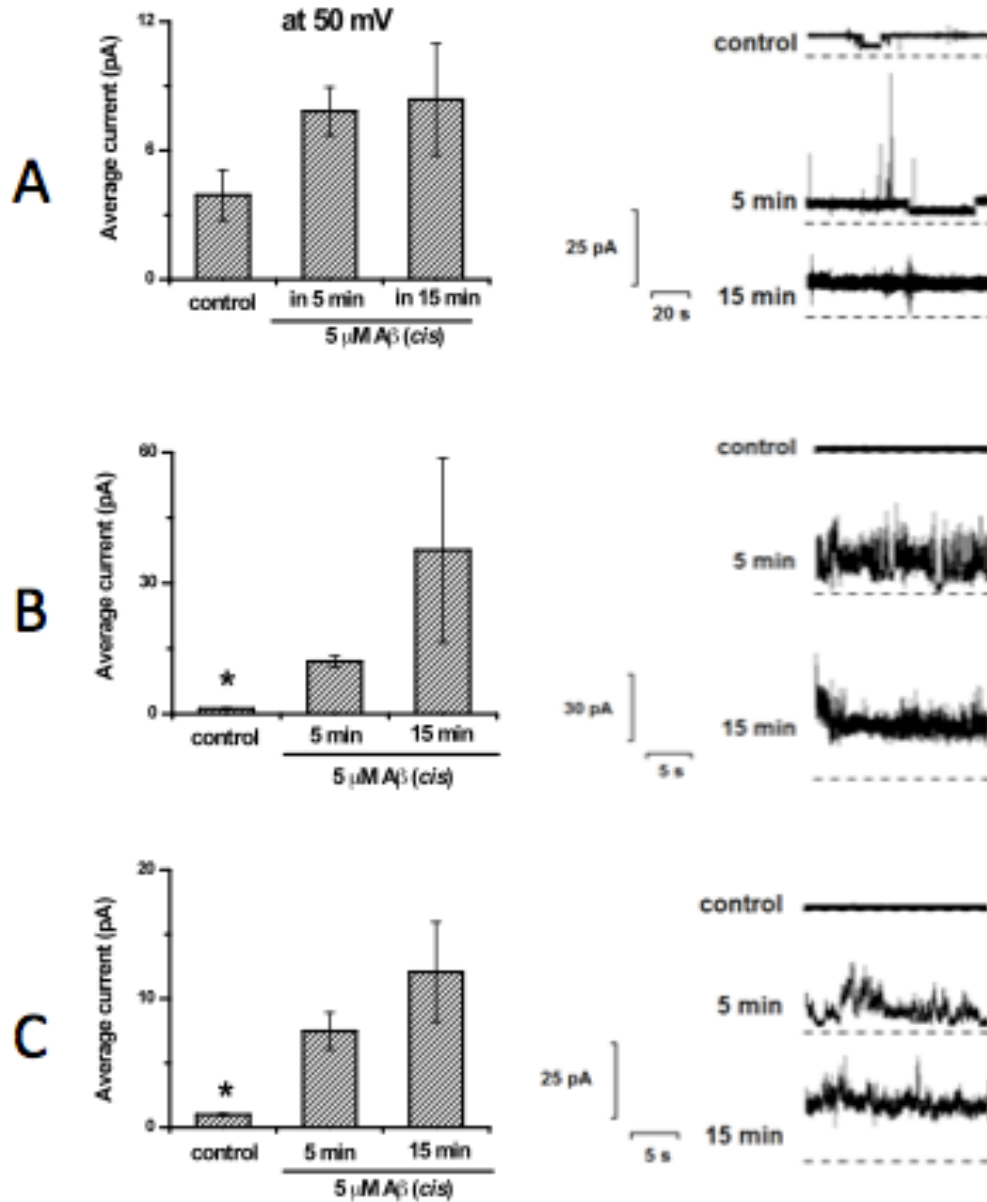 at 50 mV
A
Average current (pA)
12
6
0
control
in 5 min
in 15 min
5 μM Aβ (cis)
control
5 min
15 min
25 pA
20 s
B
Average current (pA)
60
30
0
*
control
5 min
15 min
5 μM Aβ (cis)
control
5 min
15 min
30 pA
5 s
C
Average current (pA)
20
10
0
*
control
5 min
15 min
5 μM Aβ (cis)
control
5 min
15 min
25 pA
5 s